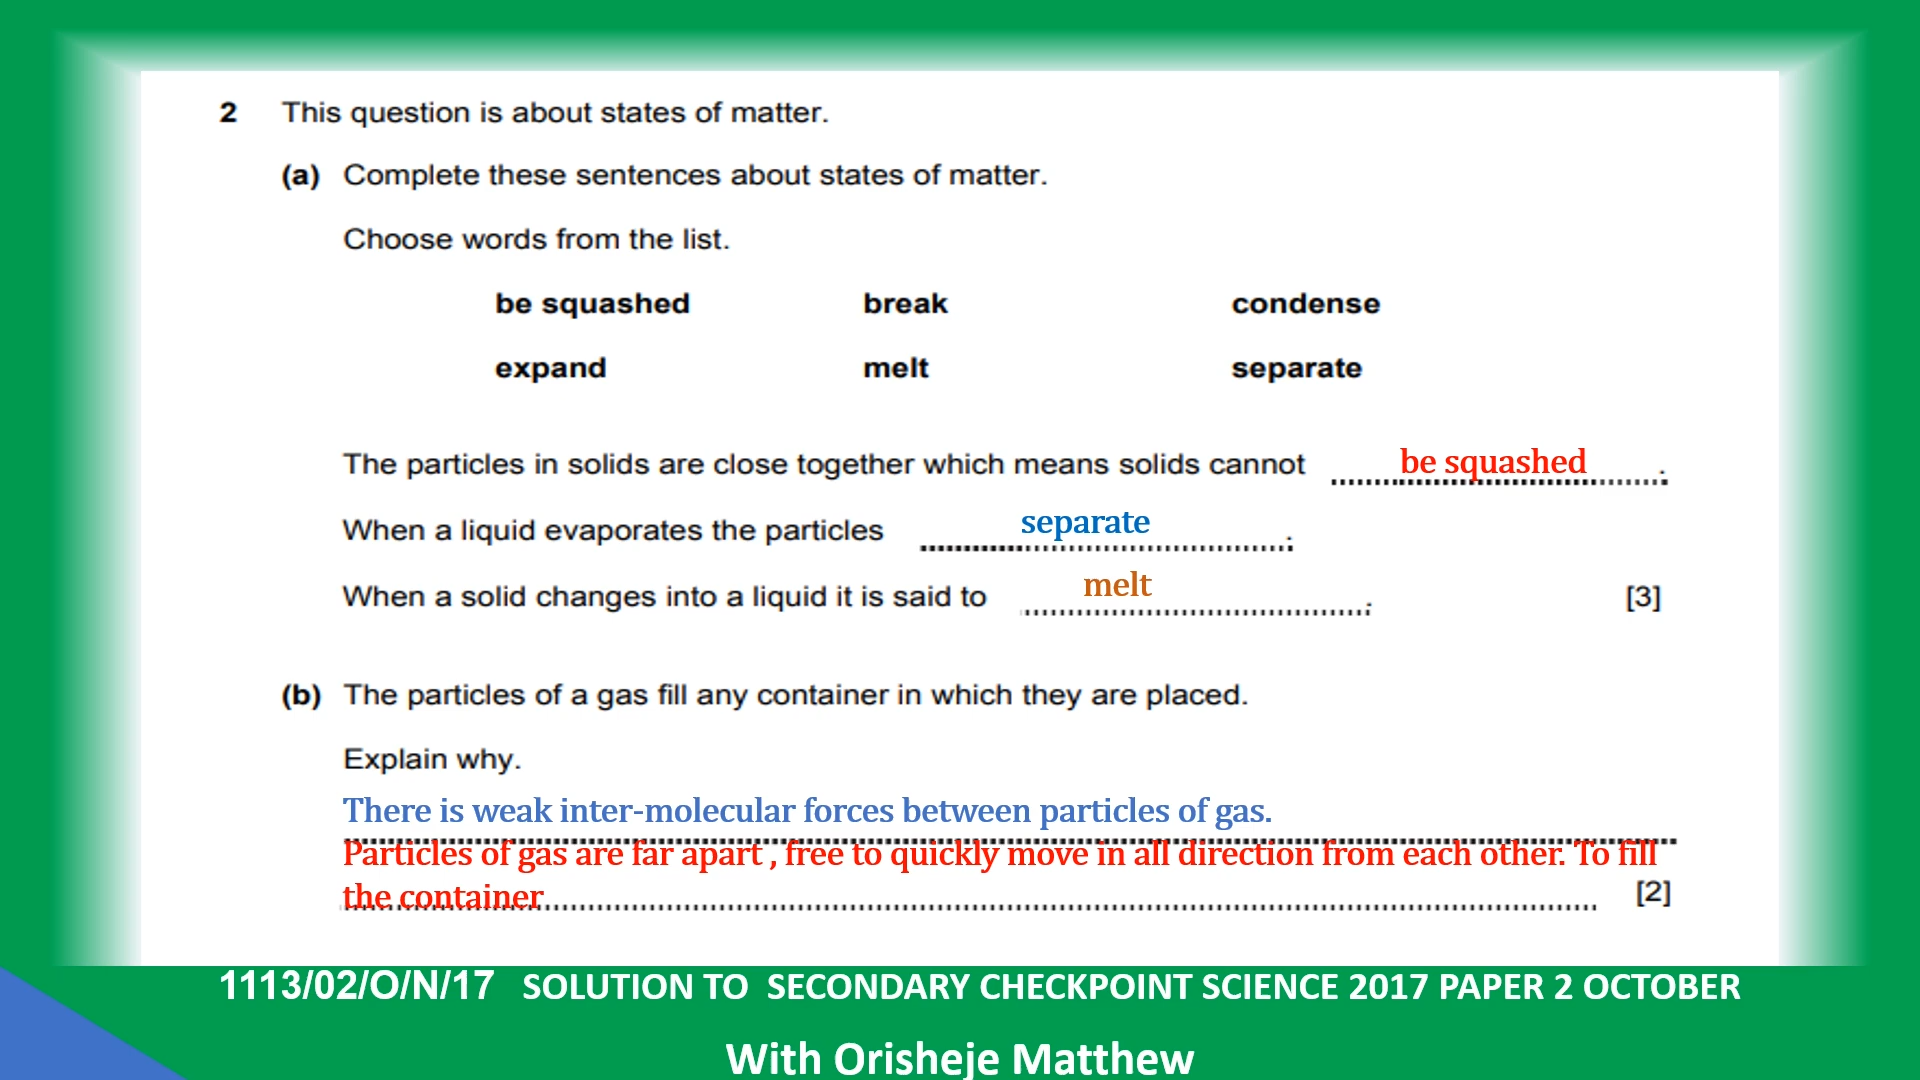 2 This question is about states of matter.
(a) Complete these sentences about states of matter.
Choose words from the list.
be squashed break condense
expand melt separate
The particles in solids are close together which means solids cannot be squashed.
When a liquid evaporates the particles separate.
When a solid changes into a liquid it is said to melt. [3]
(b) The particles of a gas fill any container in which they are placed.
Explain why.
There is weak inter-molecular forces between particles of gas.
Particles of gas are far apart , free to quickly move in all direction from each other. To fill
the container [2]
1113/02/O/N/17 SOLUTION TO SECONDARY CHECKPOINT SCIENCE 2017 PAPER 2 OCTOBER
With Orisheje Matthew